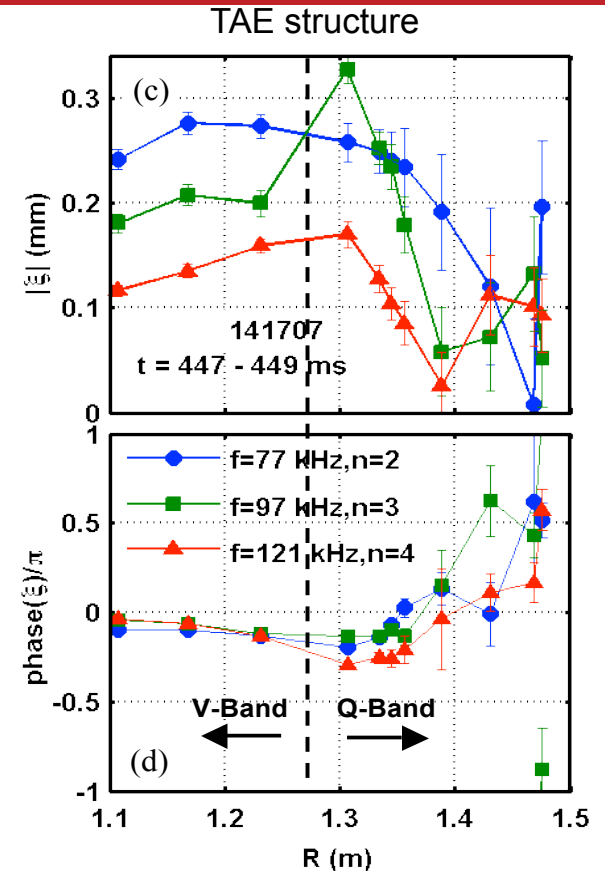 TAE structure
(c)
0.3
0.2
0.1
0
|ξ| (mm)
141707
t = 447 - 449 ms
1
0.5
0
-0.5
-1
phase(ξ)/π
f=77 kHz,n=2
f=97 kHz,n=3
f=121 kHz,n=4
V-Band Q-Band
(d)
1.1 1.2 1.3 1.4 1.5
R (m)